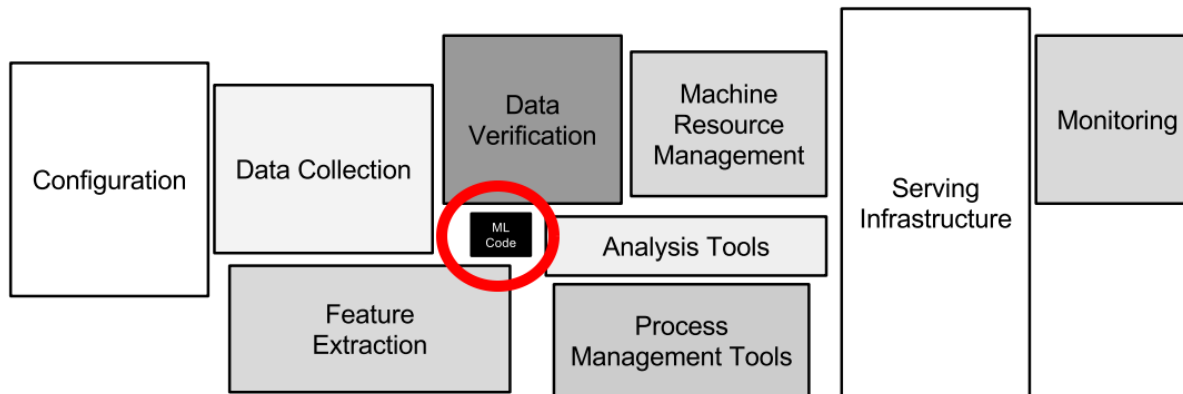 Configuration
Data Collection
Data
Verification
Machine
Resource
Management
Serving
Infrastructure
Monitoring
ML
Code
Analysis Tools
Feature
Extraction
Process
Management Tools